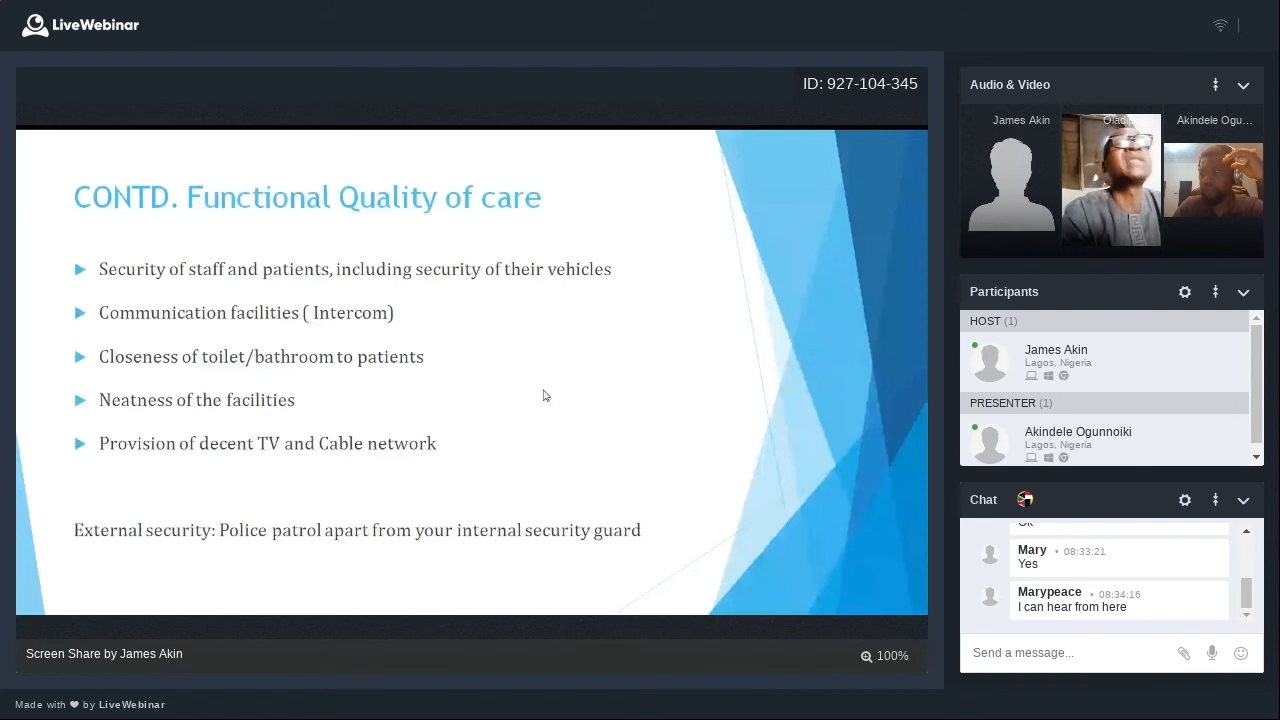 LiveWebinar
ID: 927-104-345
CONTD. Functional Quality of care
Security of staff and patients, including security of their vehicles
Communication facilities ( Intercom)
Closeness of toilet/bathroom to patients
Neatness of the facilities
Provision of decent TV and Cable network
External security: Police patrol apart from your internal security guard
Screen Share by James Akin
100%
Made with ❤ by LiveWebinar
Audio & Video
James Akin
Akindele Ogu...
Participants
HOST (1)
James Akin
Lagos, Nigeria
PRESENTER (1)
Akindele Ogunnoiki
Lagos, Nigeria
Chat
Mary • 08:33:21
Yes
Marypeace • 08:34:16
I can hear from here
Send a message...